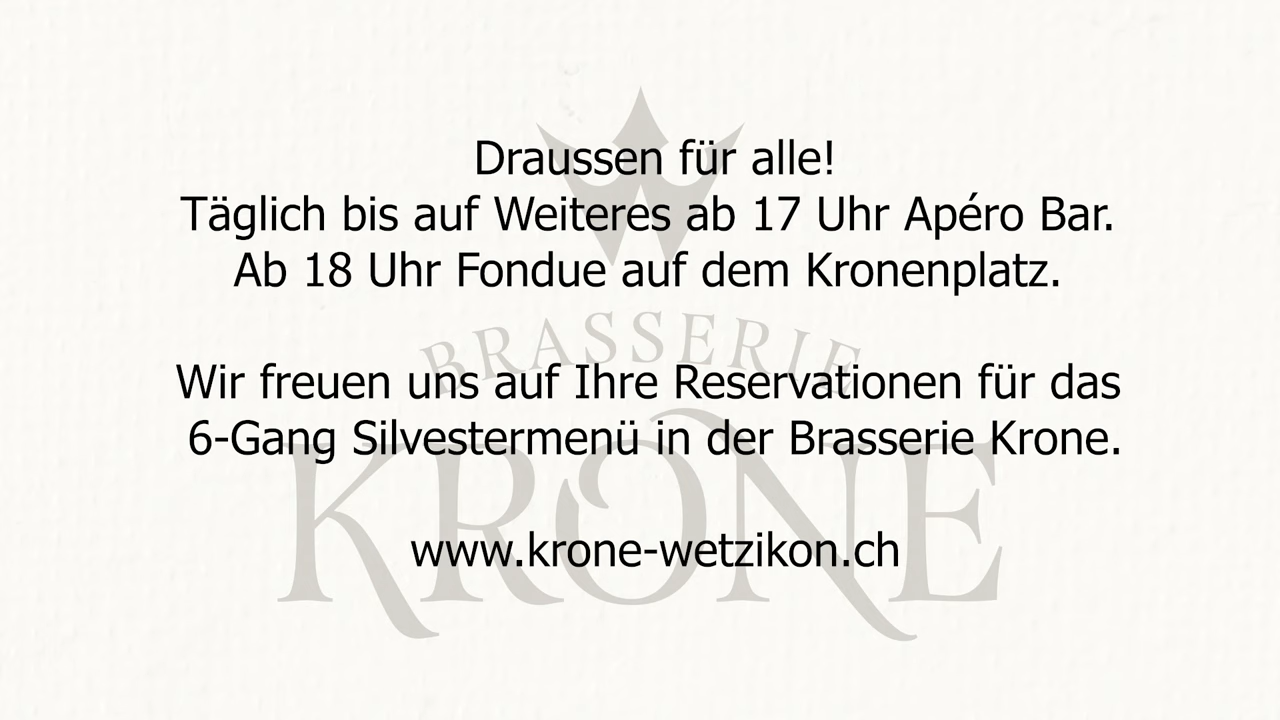 Draussen für alle!
Täglich bis auf Weiteres ab 17 Uhr Apéro Bar.
Ab 18 Uhr Fondue auf dem Kronenplatz.
BRASSERIE
Wir freuen uns auf Ihre Reservationen für das
6-Gang Silvestermenü in der Brasserie Krone.
KRONE
www.krone-wetzikon.ch